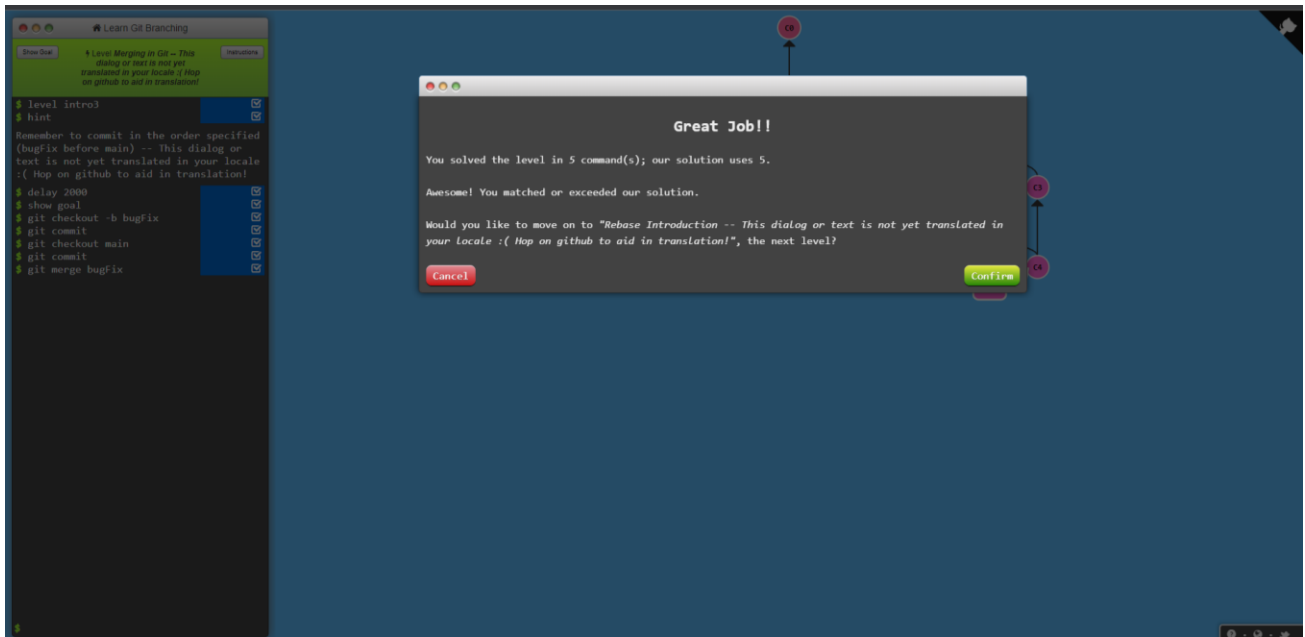 Learn Git Branching
Show Goal
Level Merging in Git -- This
dialog or text is not yet
translated in your locale :( Hop
on github to aid in translation!
Instructions
$ level intro3
$ hint
Remember to commit in the order specified
(bugFix before main) -- This dialog or
text is not yet translated in your locale
:( Hop on github to aid in translation!
$ delay 2000
$ show goal
$ git checkout -b bugFix
$ git commit
$ git checkout main
$ git commit
$ git merge bugFix
$
C0
Great Job!!
You solved the level in 5 command(s); our solution uses 5.
Awesome! You matched or exceeded our solution.
Would you like to move on to "Rebase Introduction -- This dialog or text is not yet translated in
your locale :( Hop on github to aid in translation!", the next level?
Cancel
Confirm
C3
C4